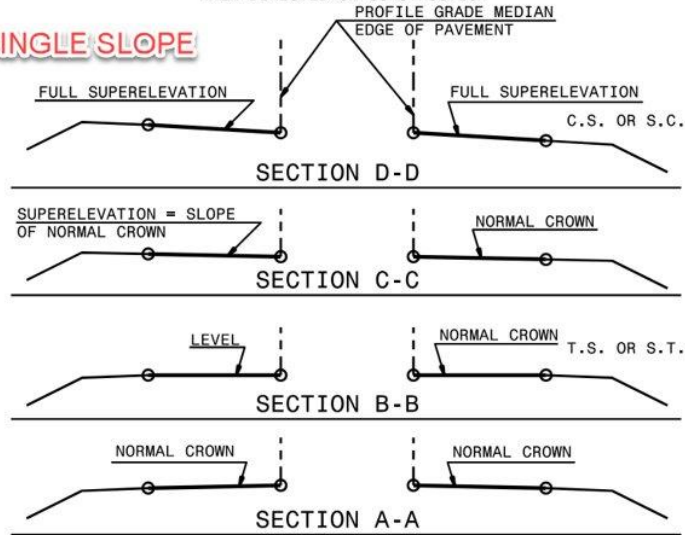 PROFILE GRADE MEDIAN
EDGE OF PAVEMENT
INGLE SLOPE
FULL SUPERELEVATION
FULL SUPERELEVATION
C.S. OR S.C.
SECTION D-D
SUPERELEVATION = SLOPE
OF NORMAL CROWN
NORMAL CROWN
SECTION C-C
LEVEL
NORMAL CROWN
T.S. OR S.T.
SECTION B-B
NORMAL CROWN
NORMAL CROWN
SECTION A-A